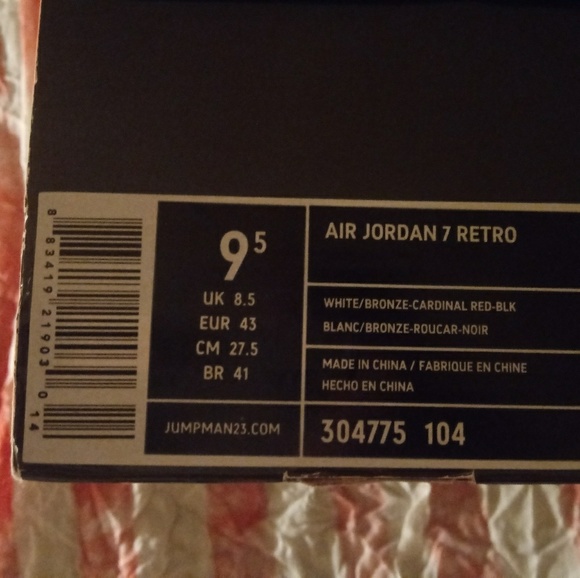 8 83419 21903 0 14
9⁵
UK 8.5
EUR 43
CM 27.5
BR 41
JUMPMAN23.COM
AIR JORDAN 7 RETRO
WHITE/BRONZE-CARDINAL RED-BLK
BLANC/BRONZE-ROUCAR-NOIR
MADE IN CHINA / FABRIQUE EN CHINE
HECHO EN CHINA
304775 104